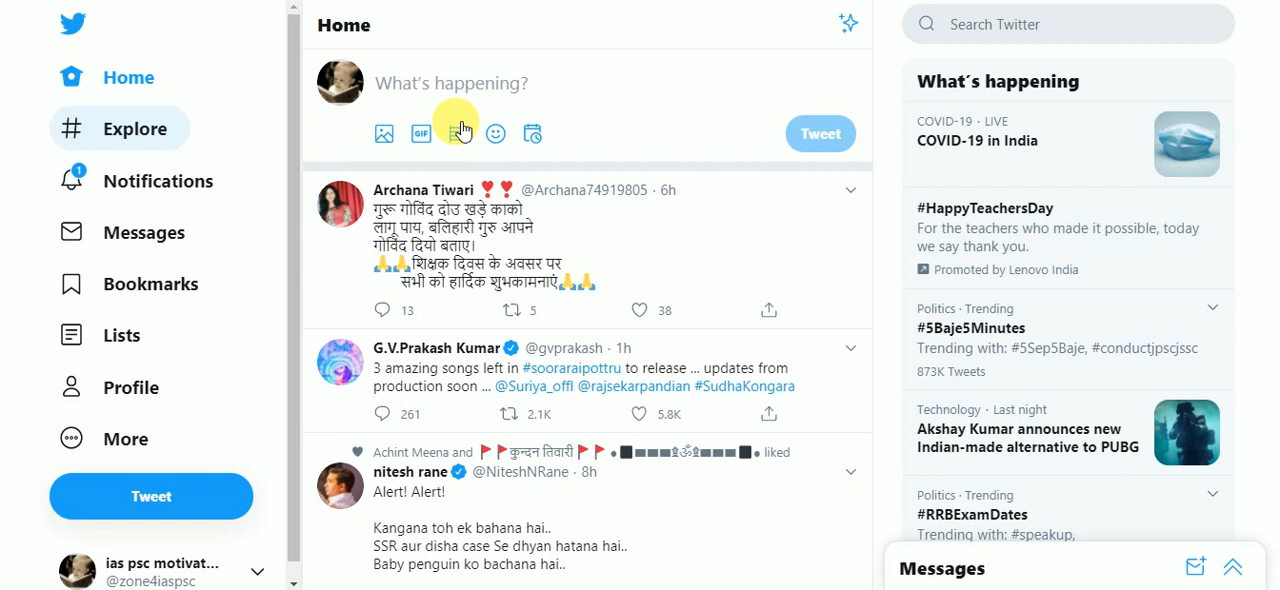 Home
Explore
1
Notifications
Messages
Bookmarks
Lists
Profile
More
Tweet
ias psc motivat...
@zone4iaspsc
Home
What's happening?
GIF
Tweet
Archana Tiwari ❣❣ @Archana74919805 · 6h
गुरू गोविंद दोउ खड़े काको
लागू पाय, बलिहारी गुरु आपने
गोविंद दियो बताए।
🙏🙏शिक्षक दिवस के अवसर पर
सभी को हार्दिक शुभकामनाएं🙏🙏
13 5 38
G.V.Prakash Kumar @gvprakash · 1h
3 amazing songs left in #sooraraipottru to release ... updates from
production soon ... @Suriya_offl @rajsekarpandian #SudhaKongara
261 2.1K 5.8K
Achint Meena and 🚩🚩कुन्दन तिवारी🚩🚩 liked
nitesh rane @NiteshNRane · 8h
Alert! Alert!
Kangana toh ek bahana hai..
SSR aur disha case Se dhyan hatana hai..
Baby penguin ko bachana hai..
Search Twitter
What's happening
COVID-19 · LIVE
COVID-19 in India
#HappyTeachersDay
For the teachers who made it possible, today
we say thank you.
Promoted by Lenovo India
Politics · Trending
#5Baje5Minutes
Trending with: #5Sep5Baje, #conductjpscjssc
873K Tweets
Technology · Last night
Akshay Kumar announces new
Indian-made alternative to PUBG
Politics · Trending
#RRBExamDates
Trending with: #speakup,
Messages